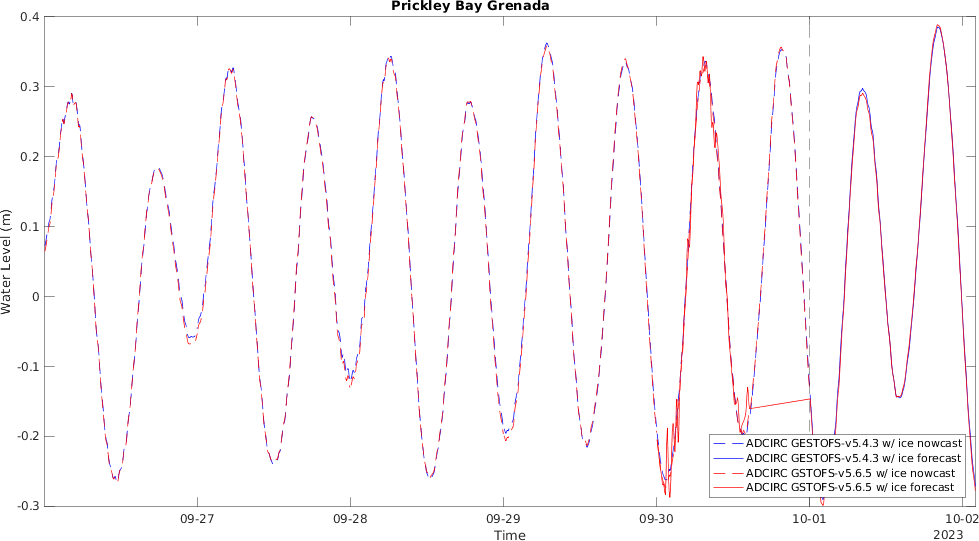 Prickley Bay Grenada
0.4
0.3
0.2
0.1
0
-0.1
-0.2
-0.3
Water Level (m)
09-27
09-28
09-29
09-30
10-01
10-02
Time
2023
ADCIRC GESTOFS-v5.4.3 w/ ice nowcast
ADCIRC GESTOFS-v5.4.3 w/ ice forecast
ADCIRC GSTOFS-v5.6.5 w/ ice nowcast
ADCIRC GSTOFS-v5.6.5 w/ ice forecast